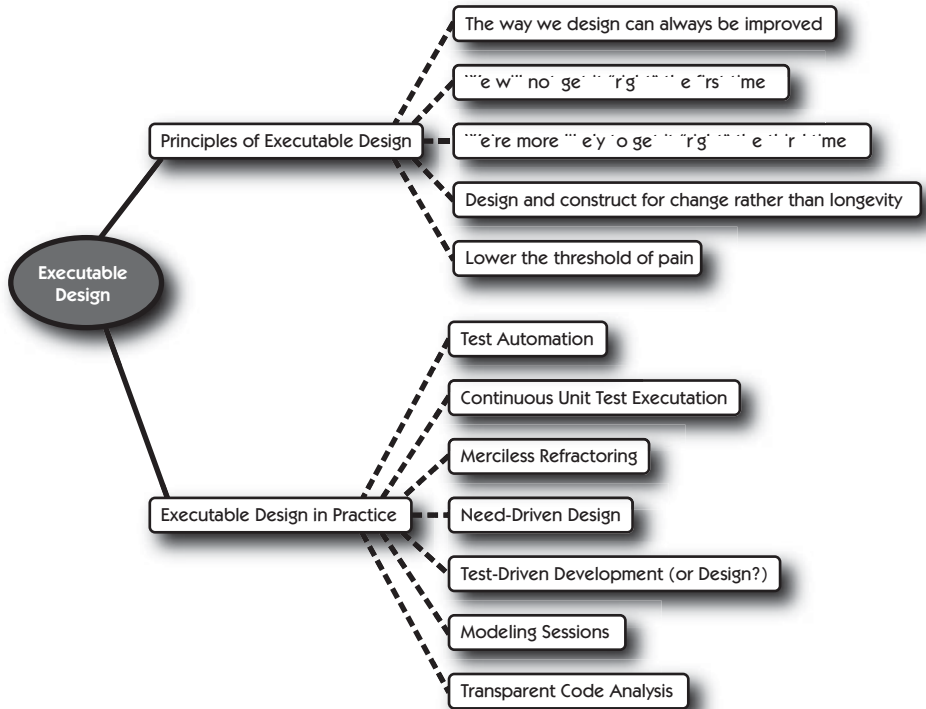 The way we design can always be improved
more
Principles of Executable Design
Design and construct for change rather than longevity
Lower the threshold of pain
Executable
Design
Test Automation
Continuous Unit Test Executation
Merciless Refractoring
Executable Design in Practice
Need-Driven Design
Test-Driven Development (or Design?)
Modeling Sessions
Transparent Code Analysis